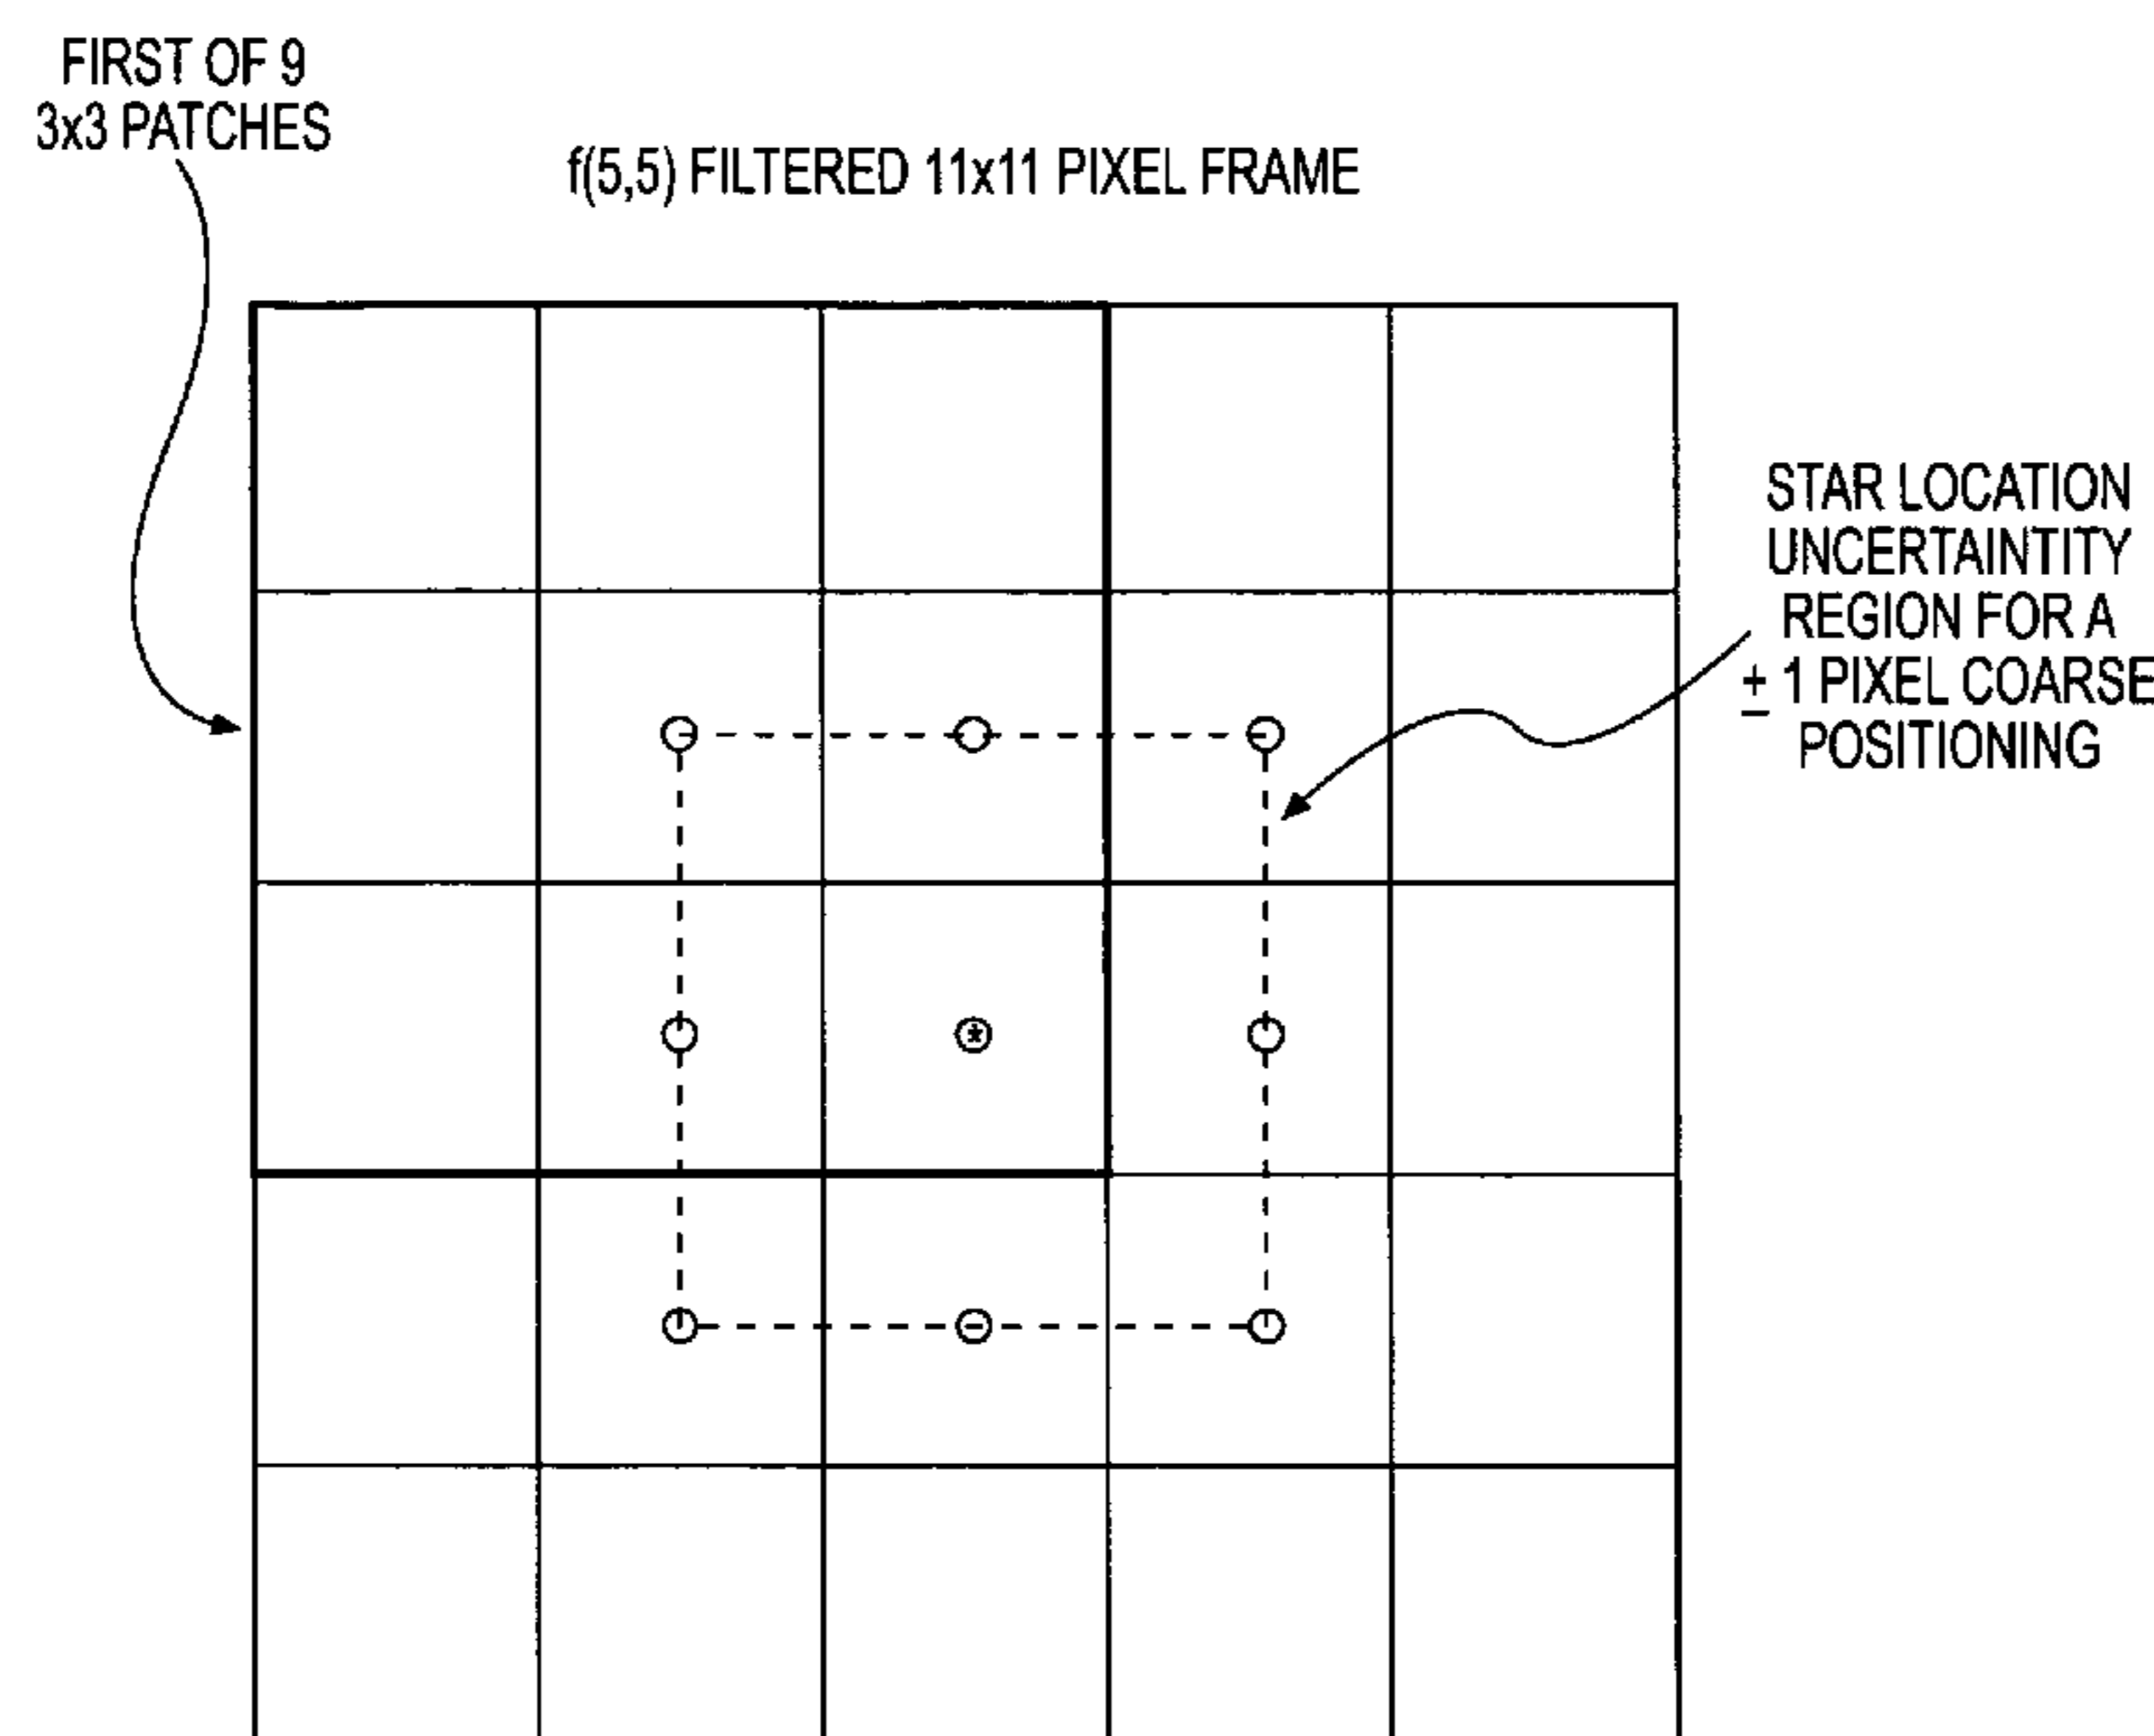 FIRST OF 9
3x3 PATCHES
f(5,5) FILTERED 11x11 PIXEL FRAME
STAR LOCATION
UNCERTAINTITY
REGION FOR A
± 1 PIXEL COARSE
POSITIONING
*